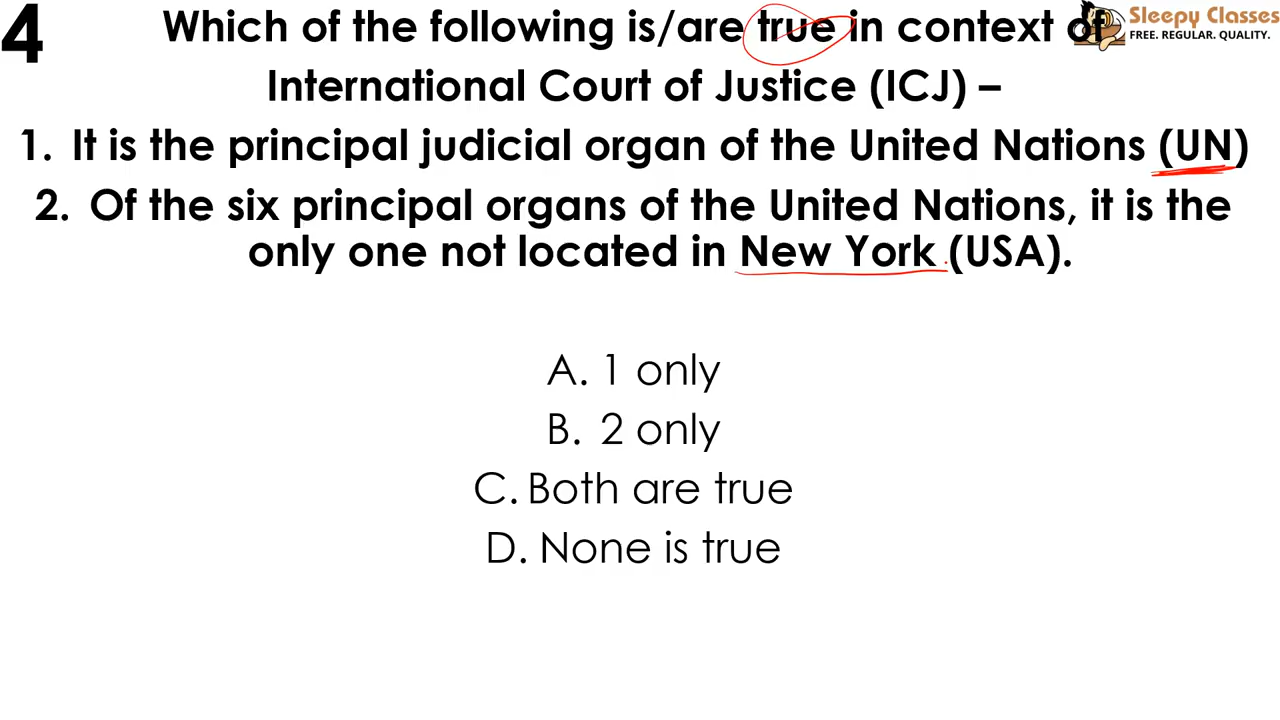 4
Which of the following is/are true in context of
Sleepy Classes
FREE. REGULAR. QUALITY.
International Court of Justice (ICJ) –
1. It is the principal judicial organ of the United Nations (UN)
2. Of the six principal organs of the United Nations, it is the
only one not located in New York (USA).
A. 1 only
B. 2 only
C. Both are true
D. None is true